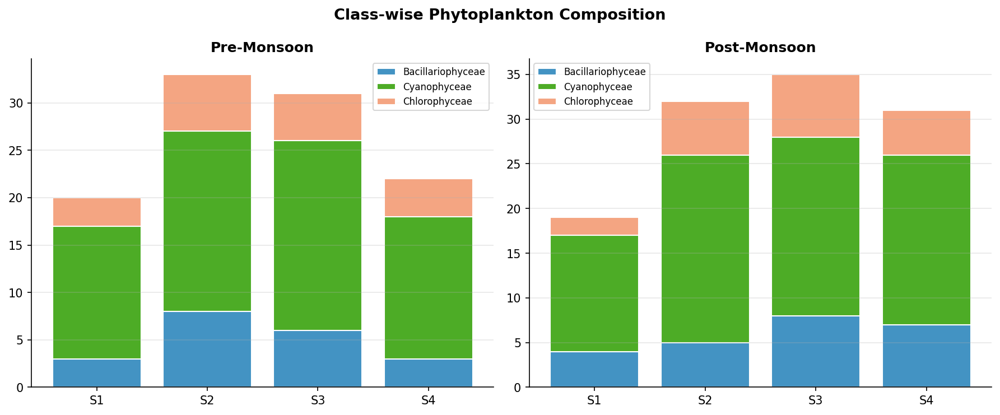 Class-wise Phytoplankton Composition
Pre-Monsoon
Bacillariophyceae
Cyanophyceae
Chlorophyceae
30
25
20
15
10
5
0
S1 S2 S3 S4
Post-Monsoon
Bacillariophyceae
Cyanophyceae
Chlorophyceae
35
30
25
20
15
10
5
0
S1 S2 S3 S4